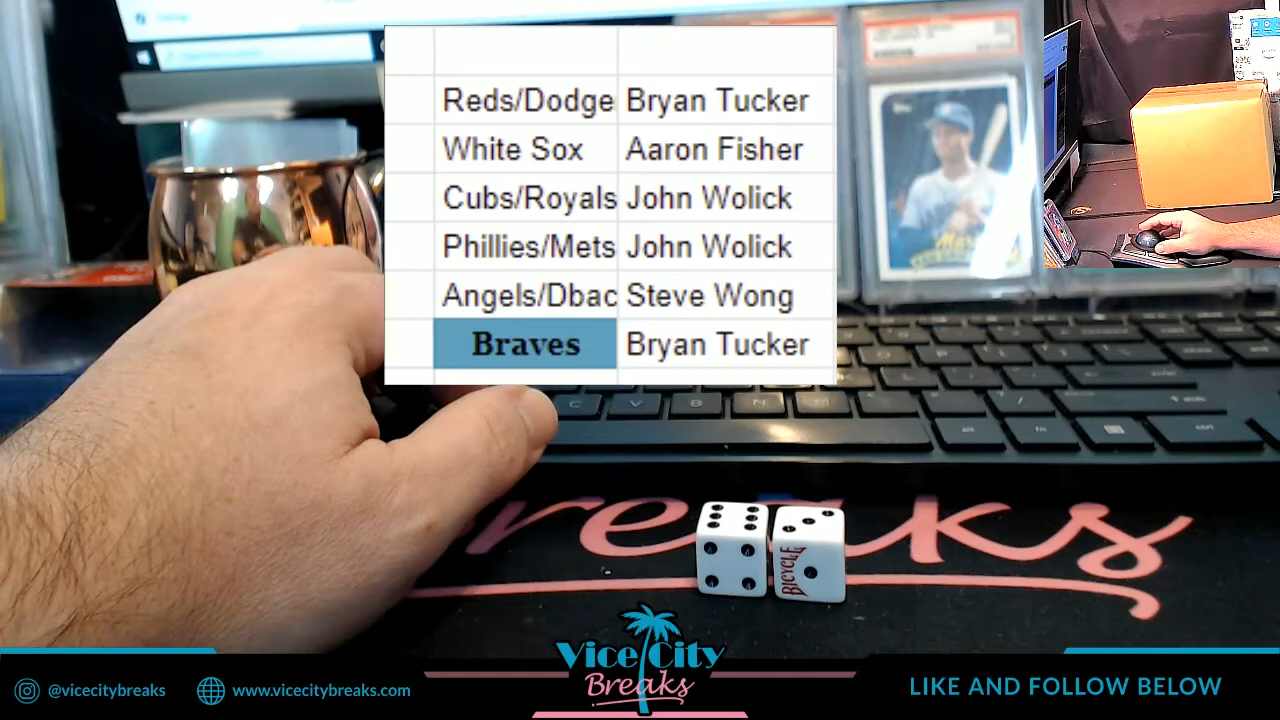 Reds/Dodge Bryan Tucker
White Sox Aaron Fisher
Cubs/Royals John Wolick
Phillies/Mets John Wolick
Angels/Dbac Steve Wong
Braves Bryan Tucker
C V B N M
reaks
BICYCLE
Vice City
Breaks
@vicecitybreaks
www.vicecitybreaks.com
LIKE AND FOLLOW BELOW